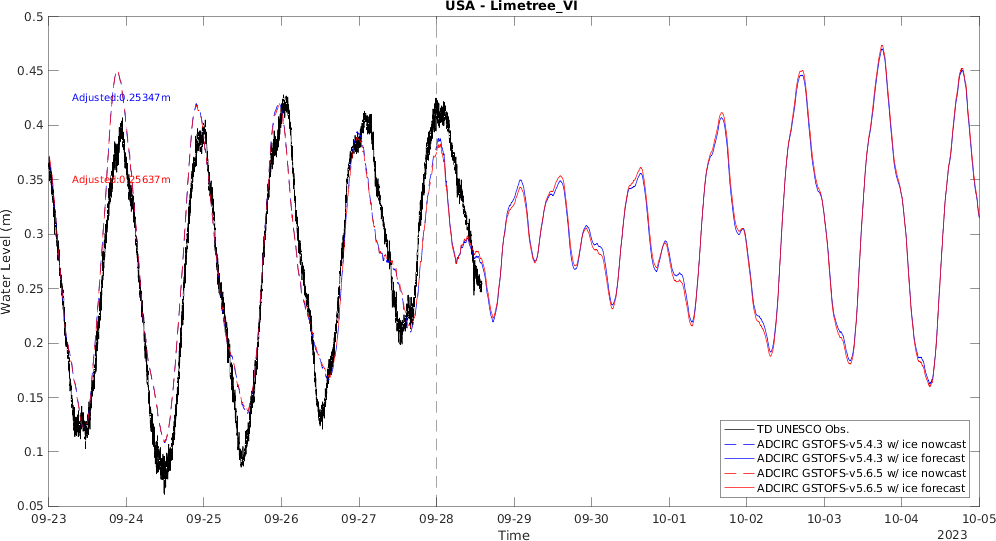 USA - Limetree_VI
0.5
0.45
0.4
0.35
0.3
0.25
0.2
0.15
0.1
0.05
Water Level (m)
Adjusted:0.25347m
Adjusted:0.25637m
TD UNESCO Obs.
ADCIRC GSTOFS-v5.4.3 w/ ice nowcast
ADCIRC GSTOFS-v5.4.3 w/ ice forecast
ADCIRC GSTOFS-v5.6.5 w/ ice nowcast
ADCIRC GSTOFS-v5.6.5 w/ ice forecast
09-23 09-24 09-25 09-26 09-27 09-28 09-29 09-30 10-01 10-02 10-03 10-04 10-05
Time
2023